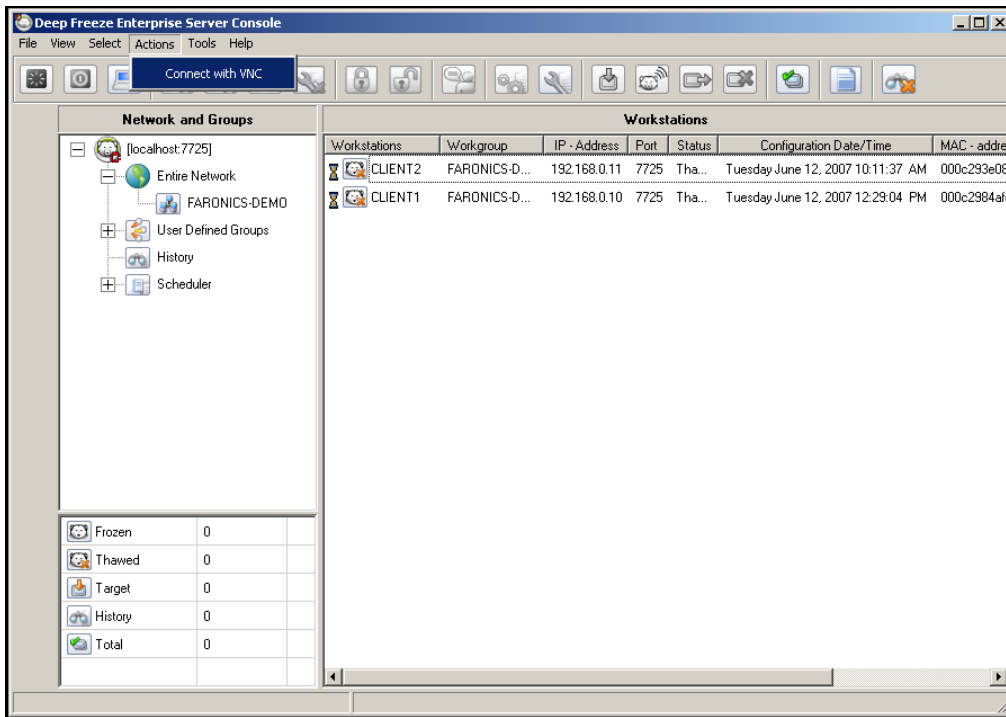 Deep Freeze Enterprise Server Console
File View Select Actions Tools Help
Connect with VNC
Network and Groups
Workstations
[localhost:7725]
Entire Network
FARONICS-DEMO
User Defined Groups
History
Scheduler
Workstations Workgroup IP - Address Port Status Configuration Date/Time MAC - addre
CLIENT2 FARONICS-D... 192.168.0.11 7725 Tha... Tuesday June 12, 2007 10:11:37 AM 000c293e08
CLIENT1 FARONICS-D... 192.168.0.10 7725 Tha... Tuesday June 12, 2007 12:29:04 PM 000c2984af
Frozen 0
Thawed 0
Target 0
History 0
Total 0